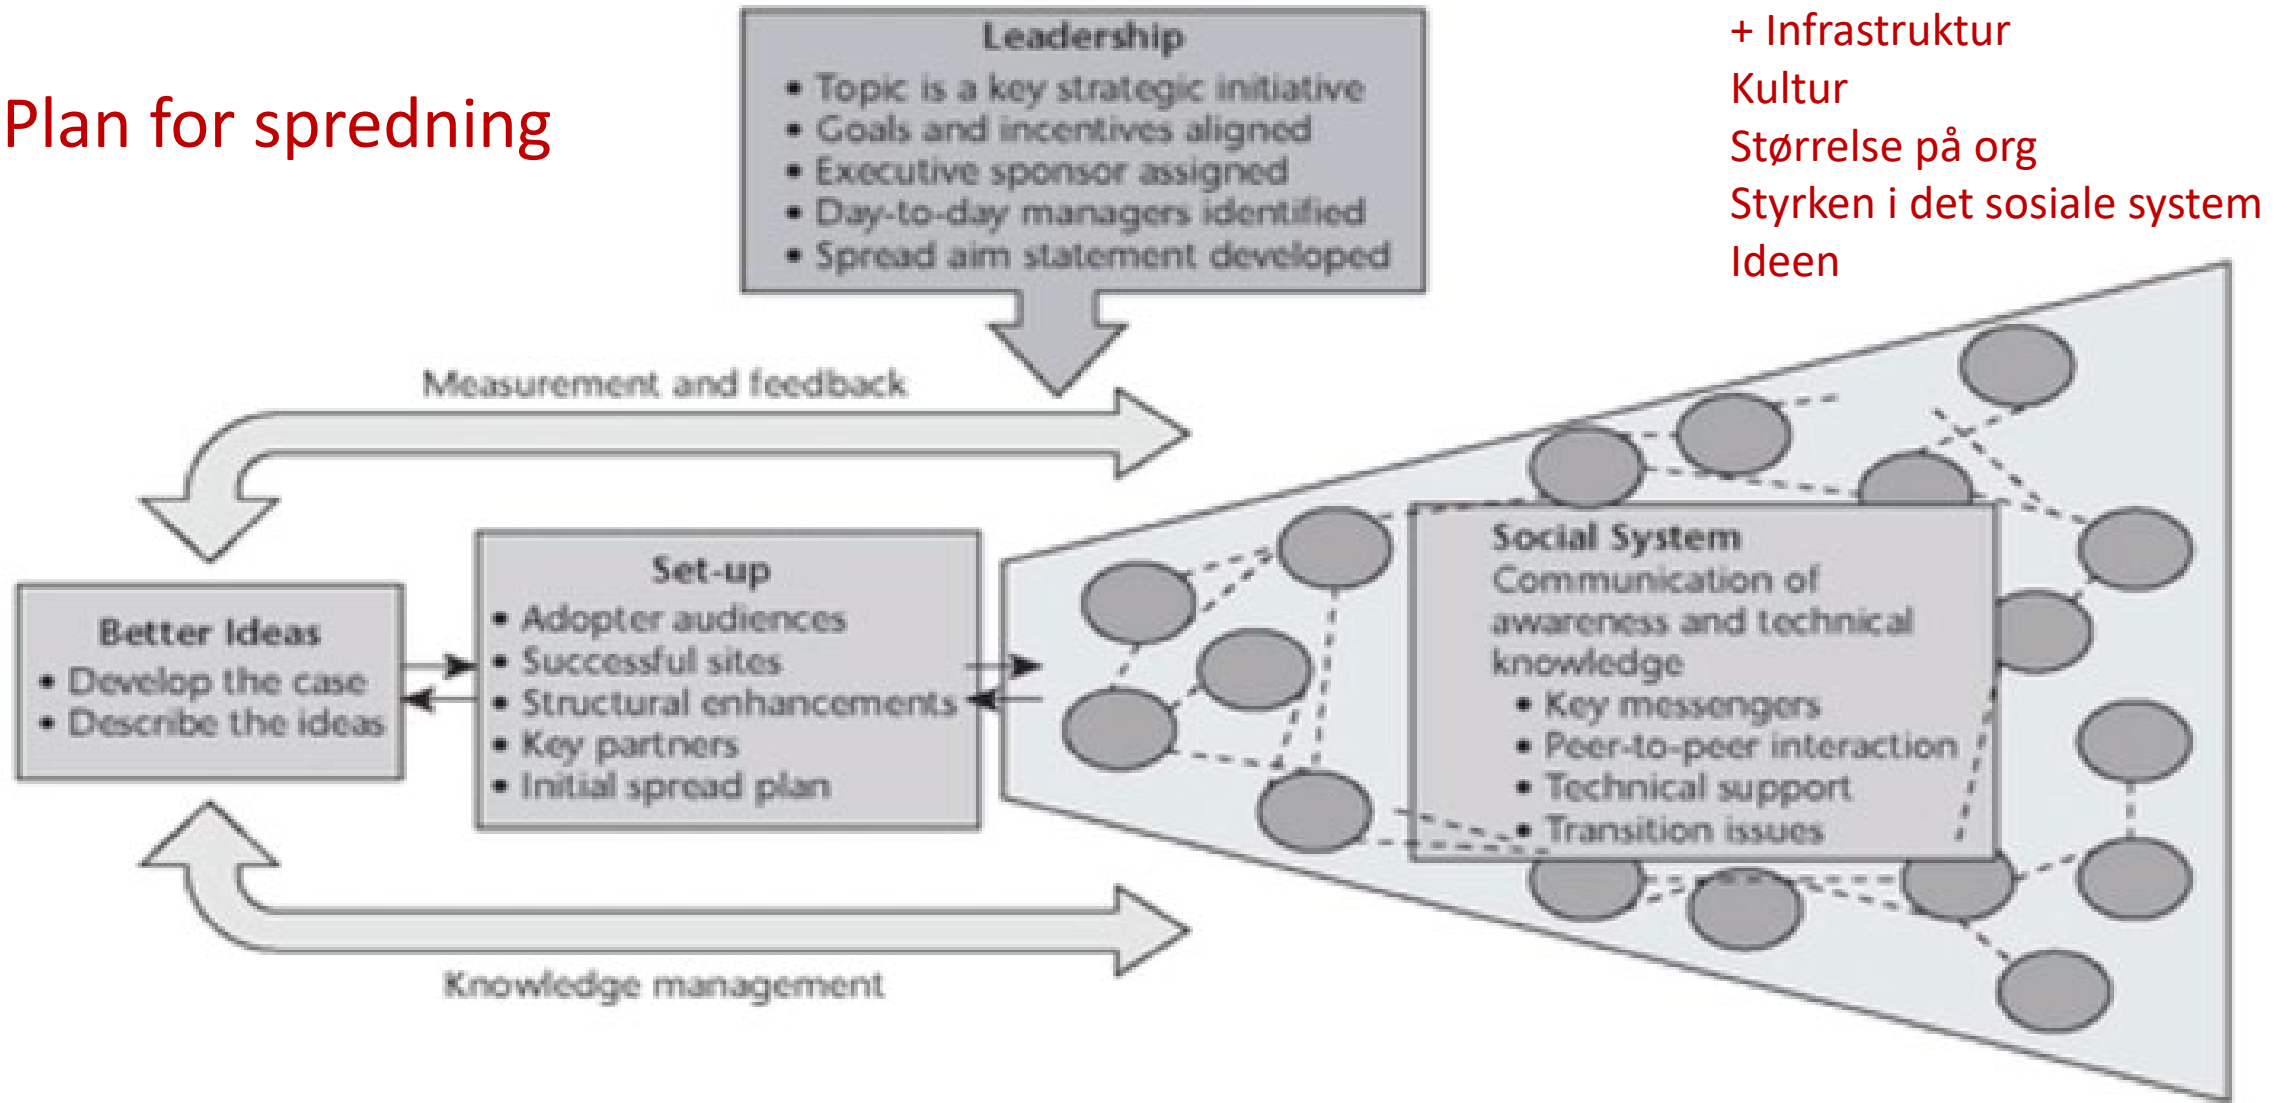 Plan for spredning
Leadership
• Topic is a key strategic initiative
• Goals and incentives aligned
• Executive sponsor assigned
• Day-to-day managers identified
• Spread aim statement developed
+ Infrastruktur
Kultur
Størrelse på org
Styrken i det sosiale system
Ideen
Measurement and feedback
Better Ideas
• Develop the case
• Describe the ideas
Set-up
• Adopter audiences
• Successful sites
• Structural enhancements
• Key partners
• Initial spread plan
Social System
Communication of
awareness and technical
knowledge
• Key messengers
• Peer-to-peer interaction
• Technical support
• Transition issues
Knowledge management